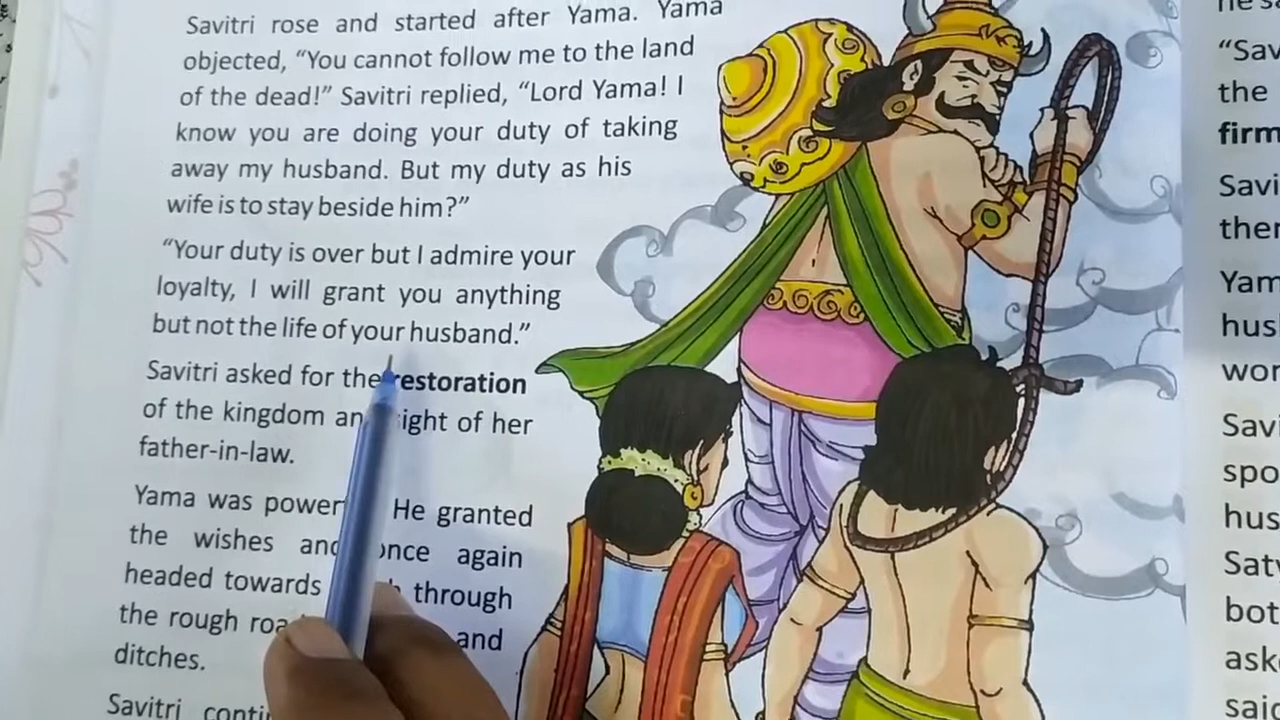 Savitri rose and started after Yama. Yama
objected, “You cannot follow me to the land
of the dead!” Savitri replied, “Lord Yama! I
know you are doing your duty of taking
away my husband. But my duty as his
wife is to stay beside him?”
“Your duty is over but I admire your
loyalty, I will grant you anything
but not the life of your husband.”
Savitri asked for the restoration
of the kingdom and sight of her
father-in-law.
Yama was power He granted
the wishes and once again
headed towards through
the rough and
ditches.
Savitri
“Sav
the
firm
Savi
ther
Yam
hus
wor
Savi
spo
hus
Saty
bot
ask
said